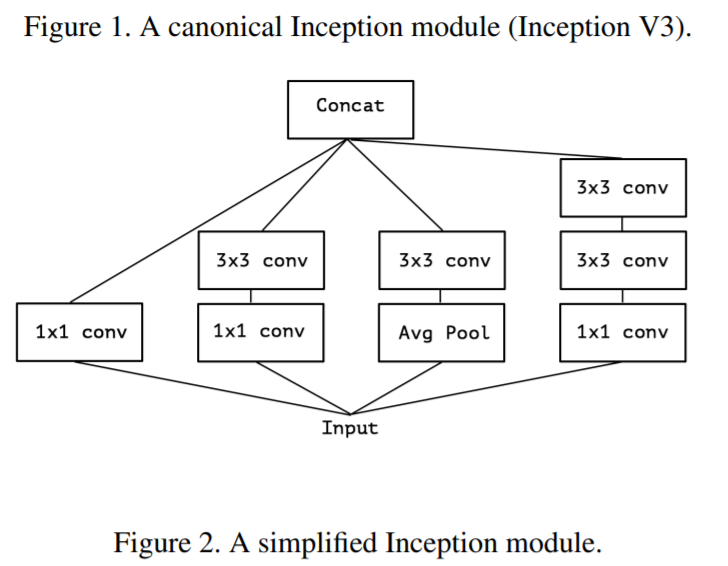 Figure 1. A canonical Inception module (Inception V3).
Concat
3x3 conv
3x3 conv
3x3 conv
3x3 conv
1x1 conv
1x1 conv
Avg Pool
1x1 conv
Input
Figure 2. A simplified Inception module.